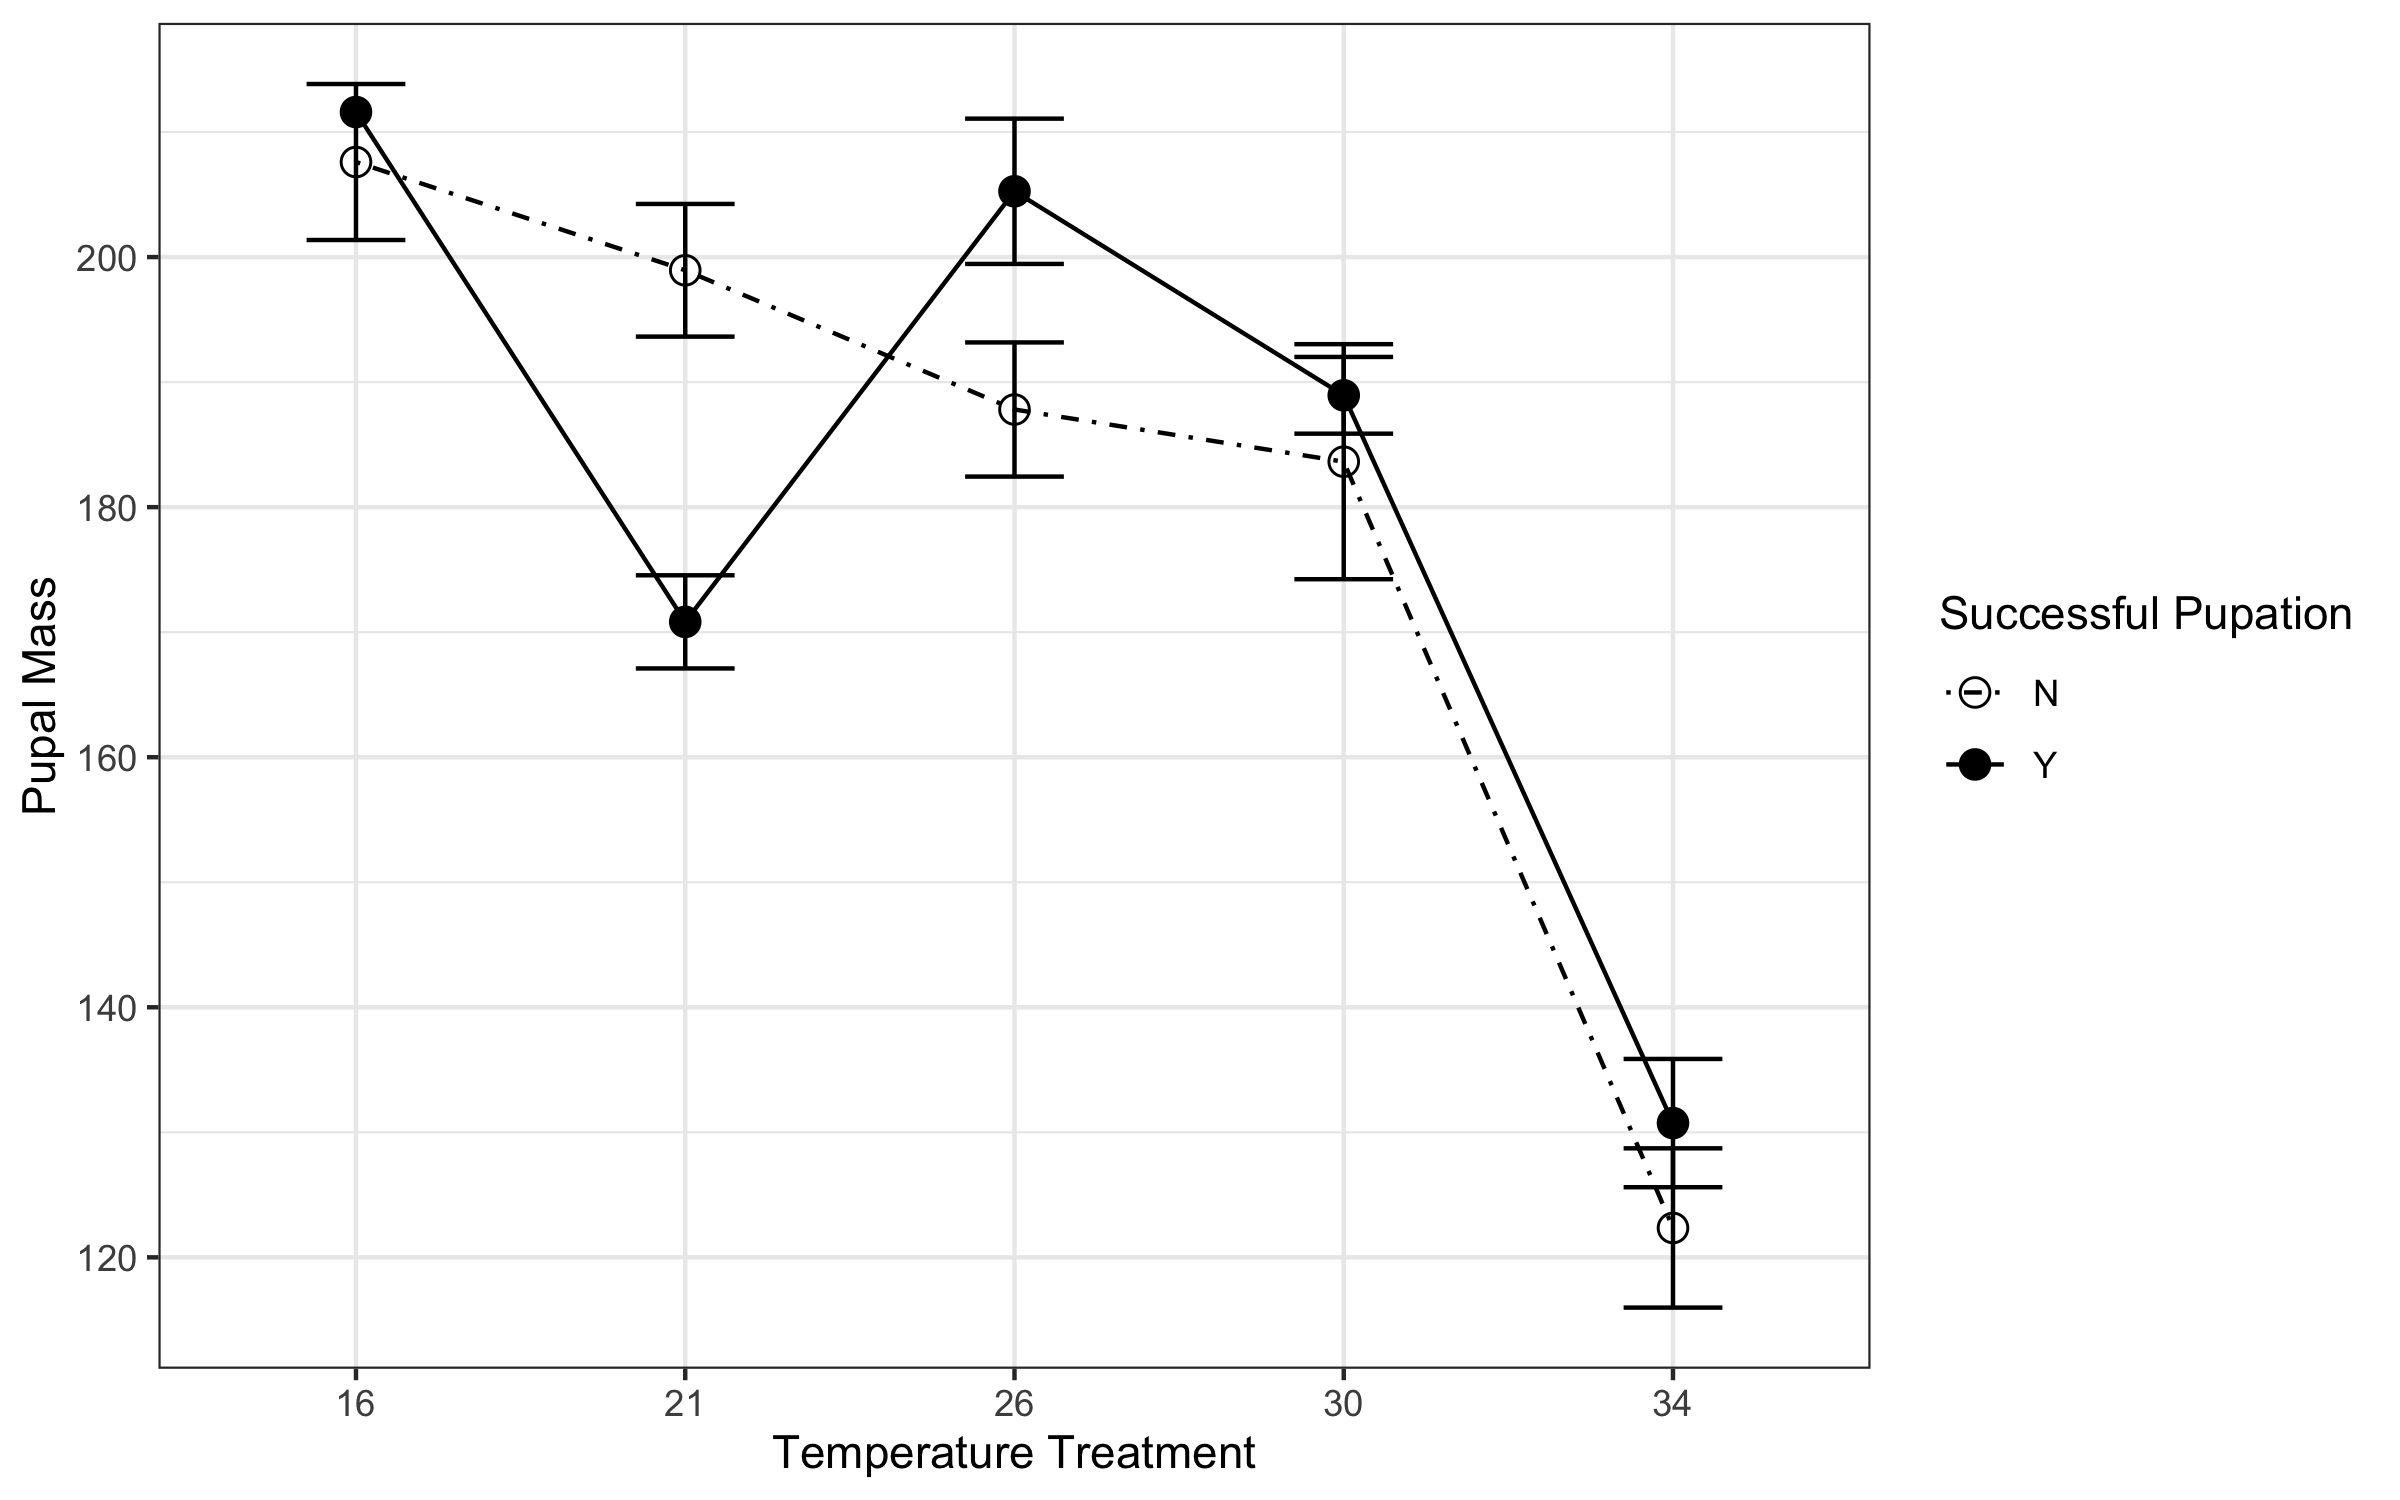 200
180
160
140
120
Pupal Mass
16 21 26 30 34
Temperature Treatment
Successful Pupation
N
Y